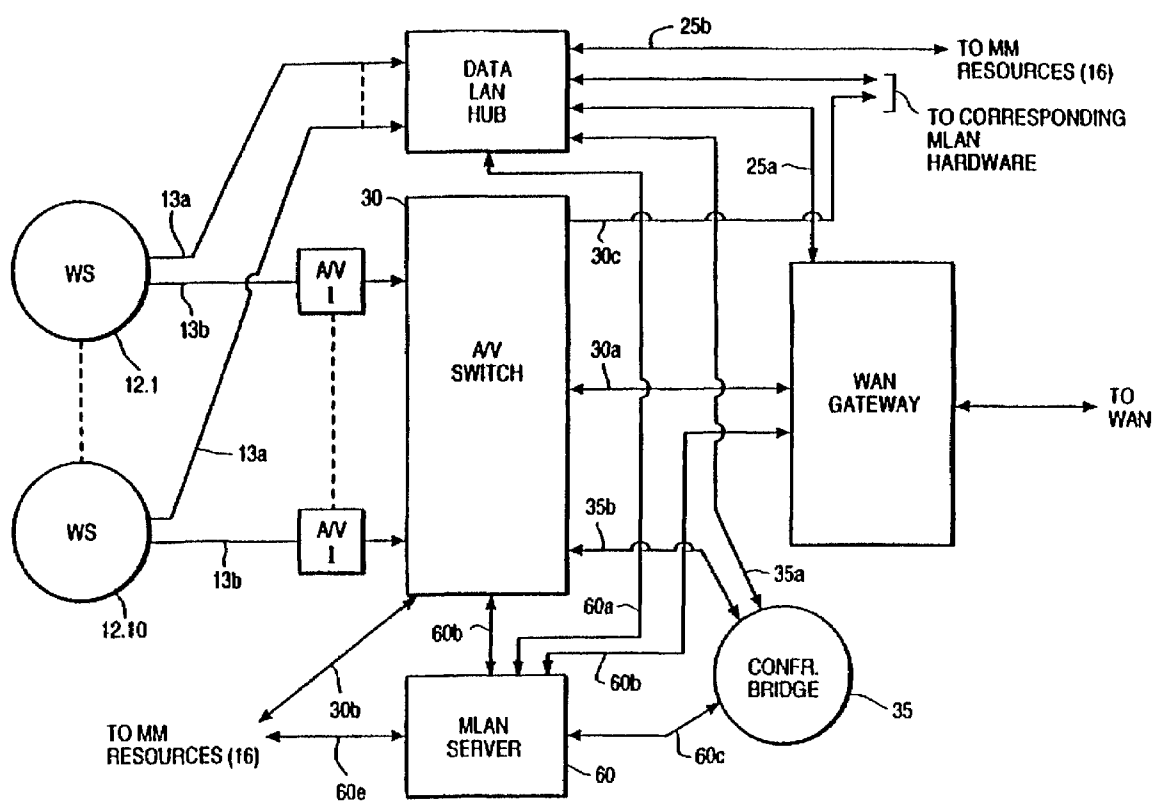 25b
TO MM
RESOURCES (16)
DATA
LAN
HUB
TO CORRESPONDING
MLAN
HARDWARE
25a
13a
30
30c
WS
A/V
I
13b
12.1
A/V
SWITCH
30a
WAN
GATEWAY
TO
WAN
13a
WS
A/V
I
35b
13b
35a
12.10
60b
60a
30b
60b
CONFR.
BRIDGE
35
TO MM
RESOURCES (16)
MLAN
SERVER
60e
60
60c